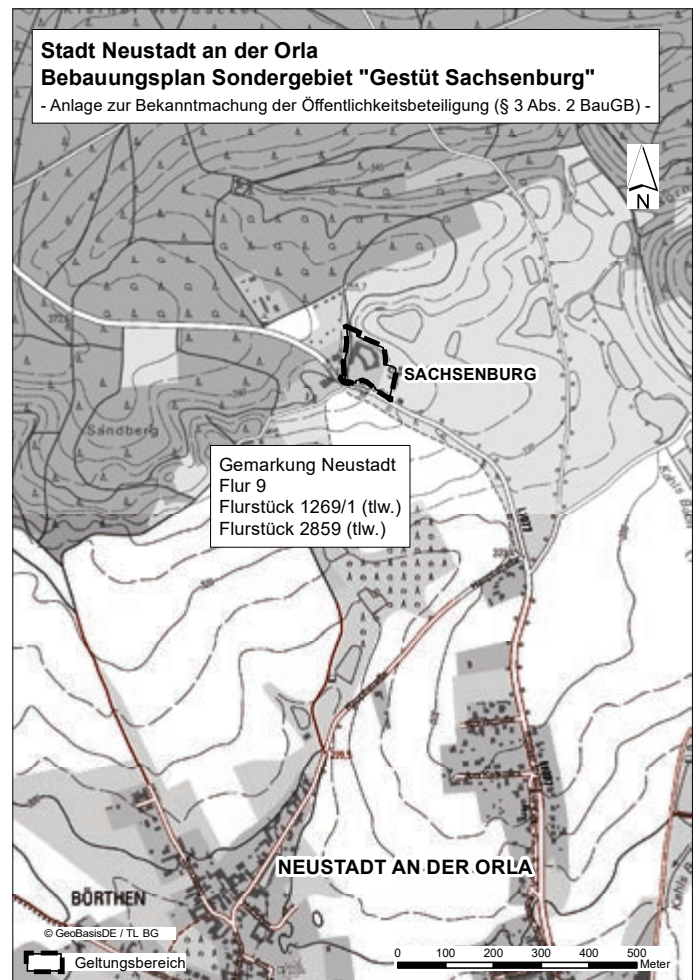 Stadt Neustadt an der Orla
Bebauungsplan Sondergebiet "Gestüt Sachsenburg"
- Anlage zur Bekanntmachung der Öffentlichkeitsbeteiligung (§ 3 Abs. 2 BauGB) -
N
SACHSENBURG
Sandberg
Gemarkung Neustadt
Flur 9
Flurstück 1269/1 (tlw.)
Flurstück 2859 (tlw.)
NEUSTADT AN DER ORLA
BÖRTHEN
© GeoBasisDE / TL BG
Geltungsbereich
0 100 200 300 400 500
Meter